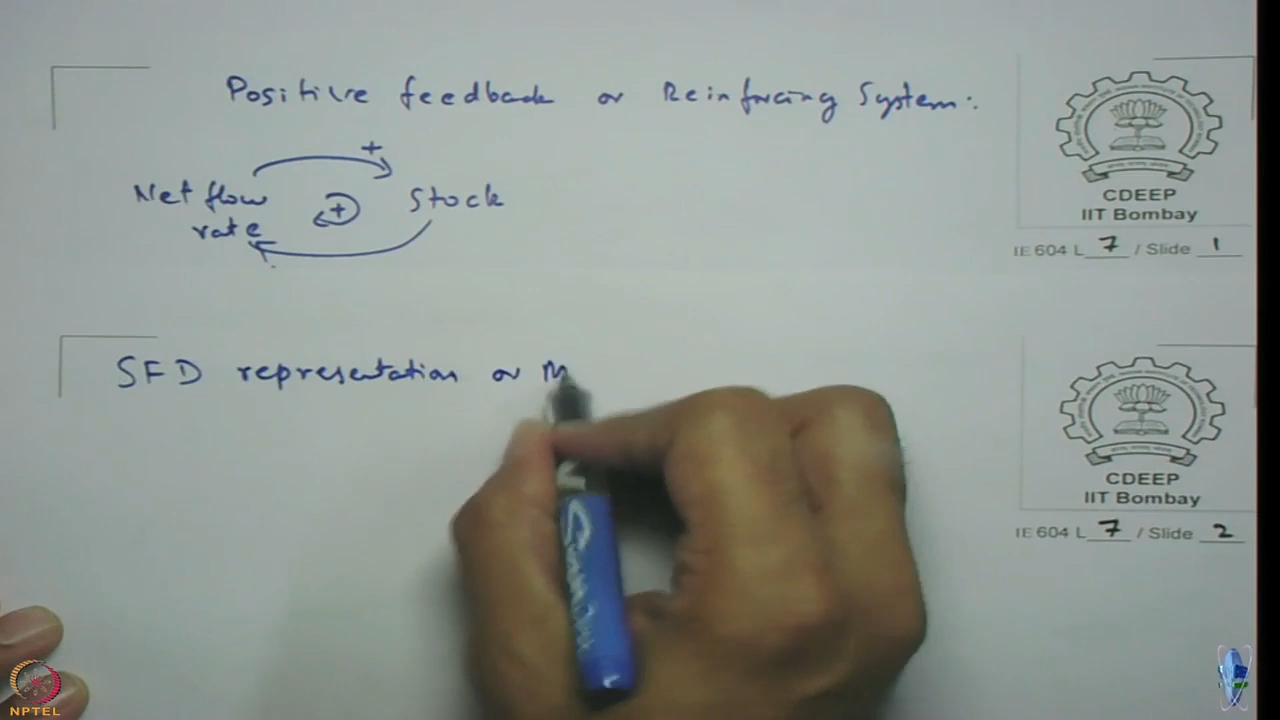 Positive feedback or Reinforcing System:
+
Net flow rate
+
Stock
CDEEP
IIT Bombay
IE 604 L 7 / Slide 1
SFD representation or M
CDEEP
IIT Bombay
IE 604 L 7 / Slide 2
NPTEL